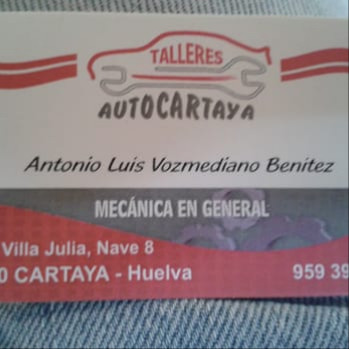 TALLERES
AUTOCARTAYA
Antonio Luis Vozmediano Benitez
MECÁNICA EN GENERAL
Villa Julia, Nave 8
0 CARTAYA - Huelva
959 39